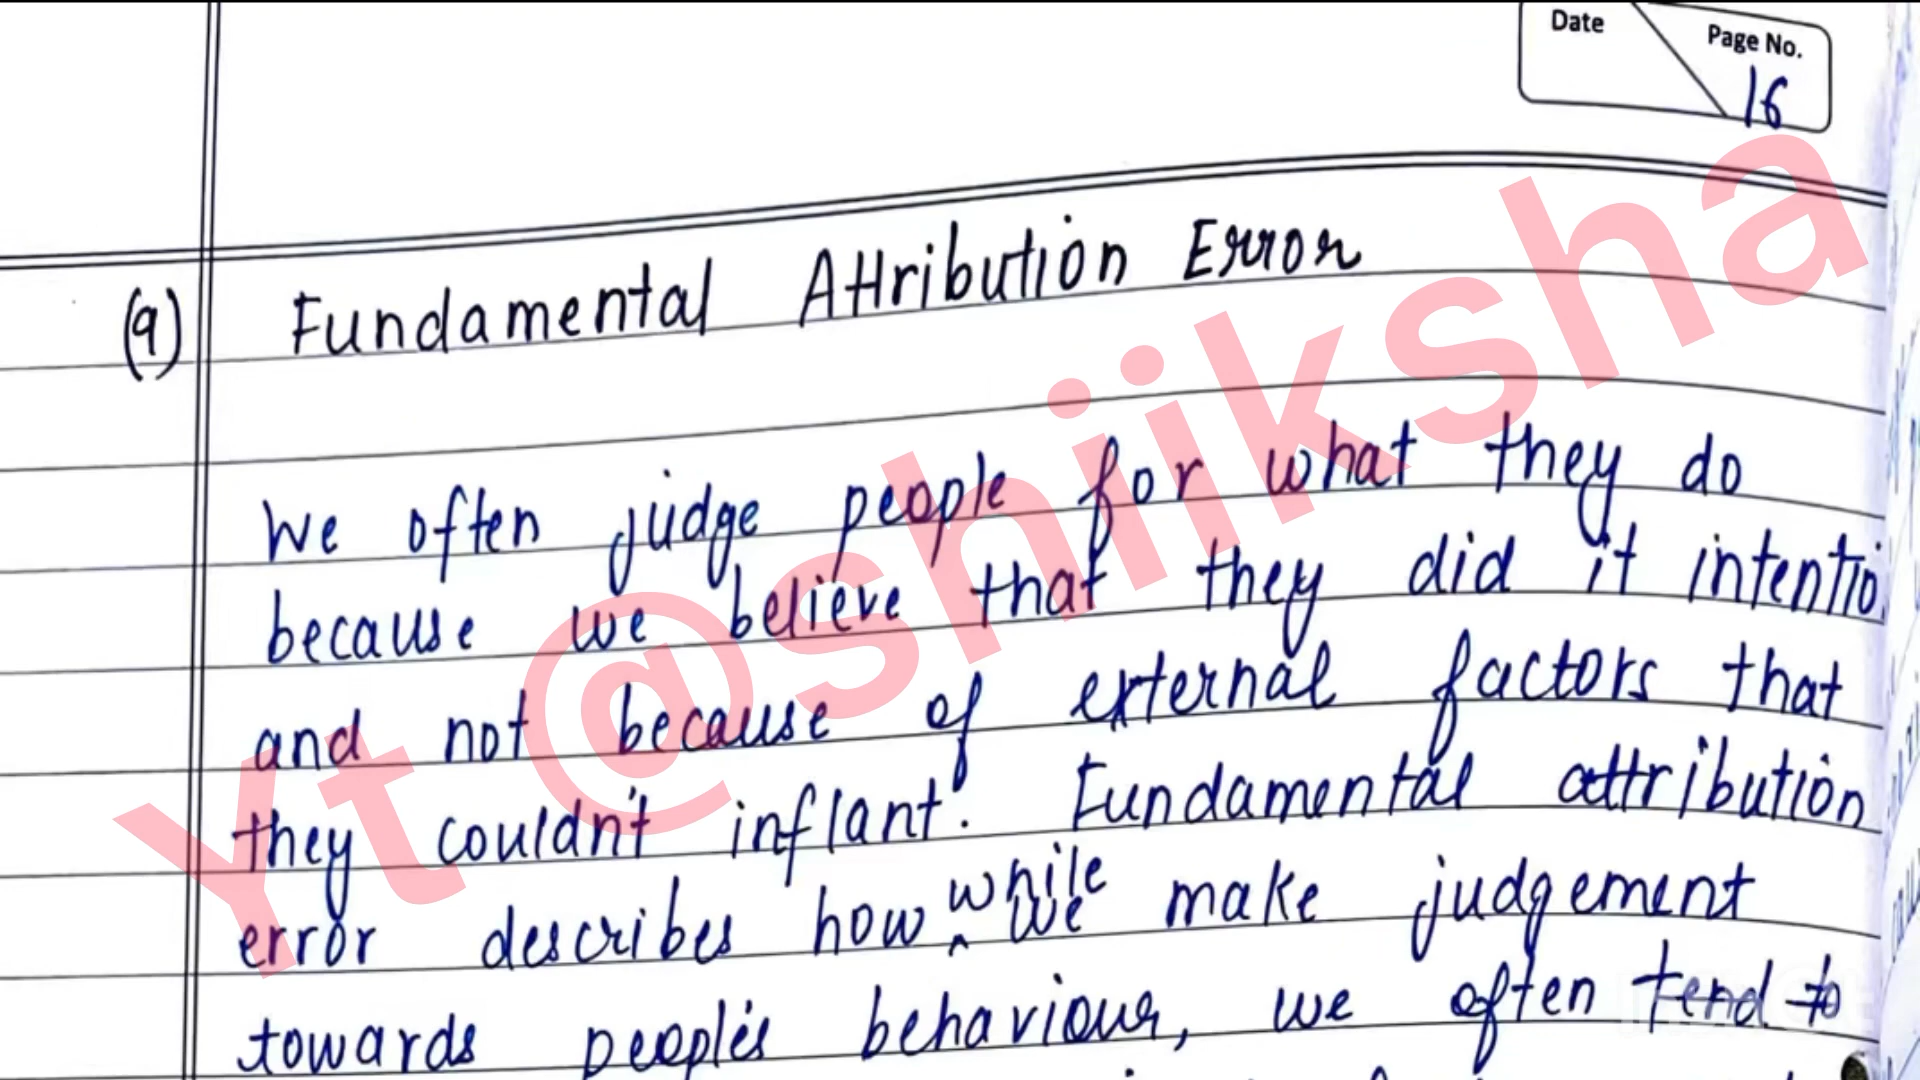 Date
Page No.
16
(9) Fundamental Attribution Error
We often judge people for what they do
because we believe that they did it intentio
and not because of external factors that
they couldn't inflant. Fundamental attribution
error describes how while we make judgement
towards people's behaviour, we often tend to
Yt @shiiksha